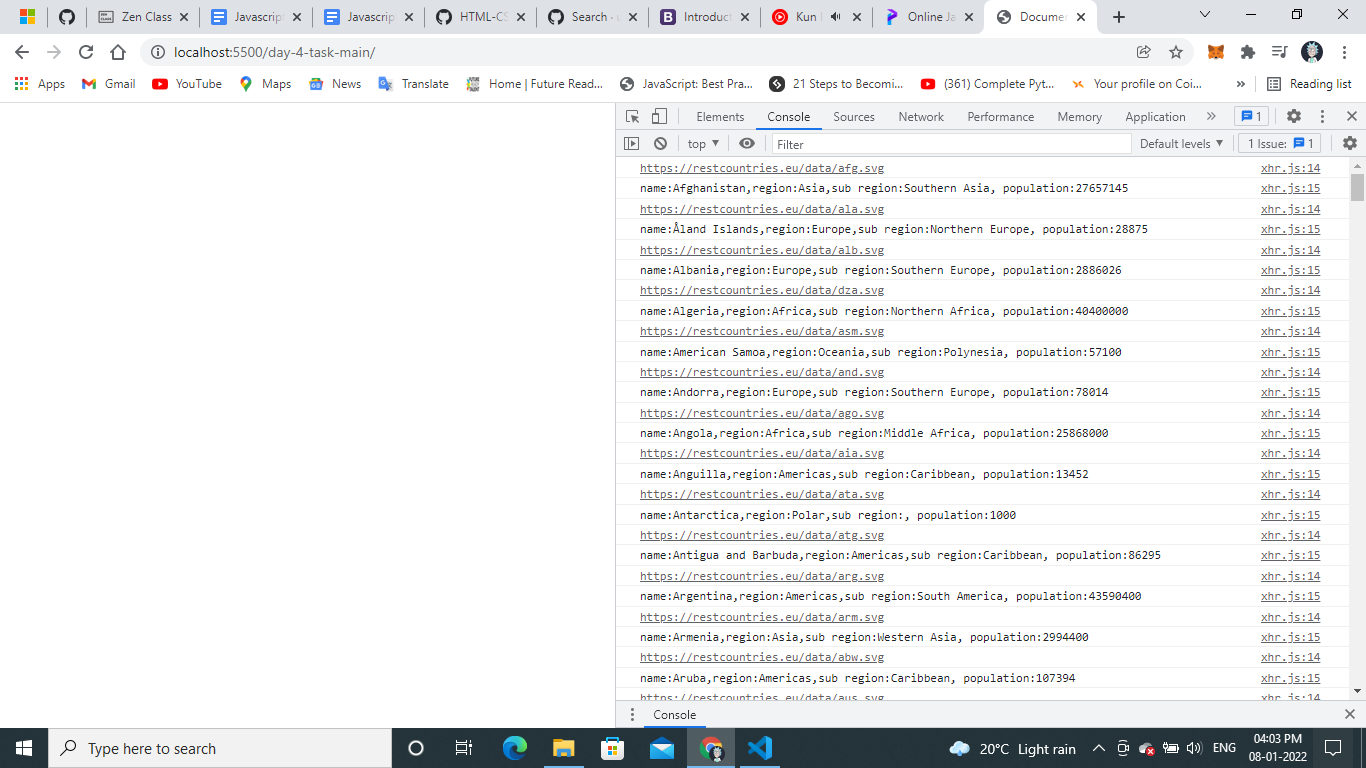 Zen Class
Javascript
Javascript
HTML-CS
Search ·
Introduct
Kun
Online Ja
Documen
localhost:5500/day-4-task-main/
Apps
Gmail
YouTube
Maps
News
Translate
Home | Future Read...
JavaScript: Best Pra...
21 Steps to Becomi...
(361) Complete Pyt...
Your profile on Coi...
»
Reading list
Elements
Console
Sources
Network
Performance
Memory
Application
»
1
top ▼
Filter
Default levels ▼
1 Issue: 1
https://restcountries.eu/data/afg.svg xhr.js:14
name:Afghanistan,region:Asia,sub region:Southern Asia, population:27657145 xhr.js:15
https://restcountries.eu/data/ala.svg xhr.js:14
name:Åland Islands,region:Europe,sub region:Northern Europe, population:28875 xhr.js:15
https://restcountries.eu/data/alb.svg xhr.js:14
name:Albania,region:Europe,sub region:Southern Europe, population:2886026 xhr.js:15
https://restcountries.eu/data/dza.svg xhr.js:14
name:Algeria,region:Africa,sub region:Northern Africa, population:40400000 xhr.js:15
https://restcountries.eu/data/asm.svg xhr.js:14
name:American Samoa,region:Oceania,sub region:Polynesia, population:57100 xhr.js:15
https://restcountries.eu/data/and.svg xhr.js:14
name:Andorra,region:Europe,sub region:Southern Europe, population:78014 xhr.js:15
https://restcountries.eu/data/ago.svg xhr.js:14
name:Angola,region:Africa,sub region:Middle Africa, population:25868000 xhr.js:15
https://restcountries.eu/data/aia.svg xhr.js:14
name:Anguilla,region:Americas,sub region:Caribbean, population:13452 xhr.js:15
https://restcountries.eu/data/ata.svg xhr.js:14
name:Antarctica,region:Polar,sub region:, population:1000 xhr.js:15
https://restcountries.eu/data/atg.svg xhr.js:14
name:Antigua and Barbuda,region:Americas,sub region:Caribbean, population:86295 xhr.js:15
https://restcountries.eu/data/arg.svg xhr.js:14
name:Argentina,region:Americas,sub region:South America, population:43590400 xhr.js:15
https://restcountries.eu/data/arm.svg xhr.js:14
name:Armenia,region:Asia,sub region:Western Asia, population:2994400 xhr.js:15
https://restcountries.eu/data/abw.svg xhr.js:14
name:Aruba,region:Americas,sub region:Caribbean, population:107394 xhr.js:15
https://restcountries.eu/data/aus.svg xhr.js:14
Console
Type here to search
20°C Light rain
ENG
04:03 PM
08-01-2022